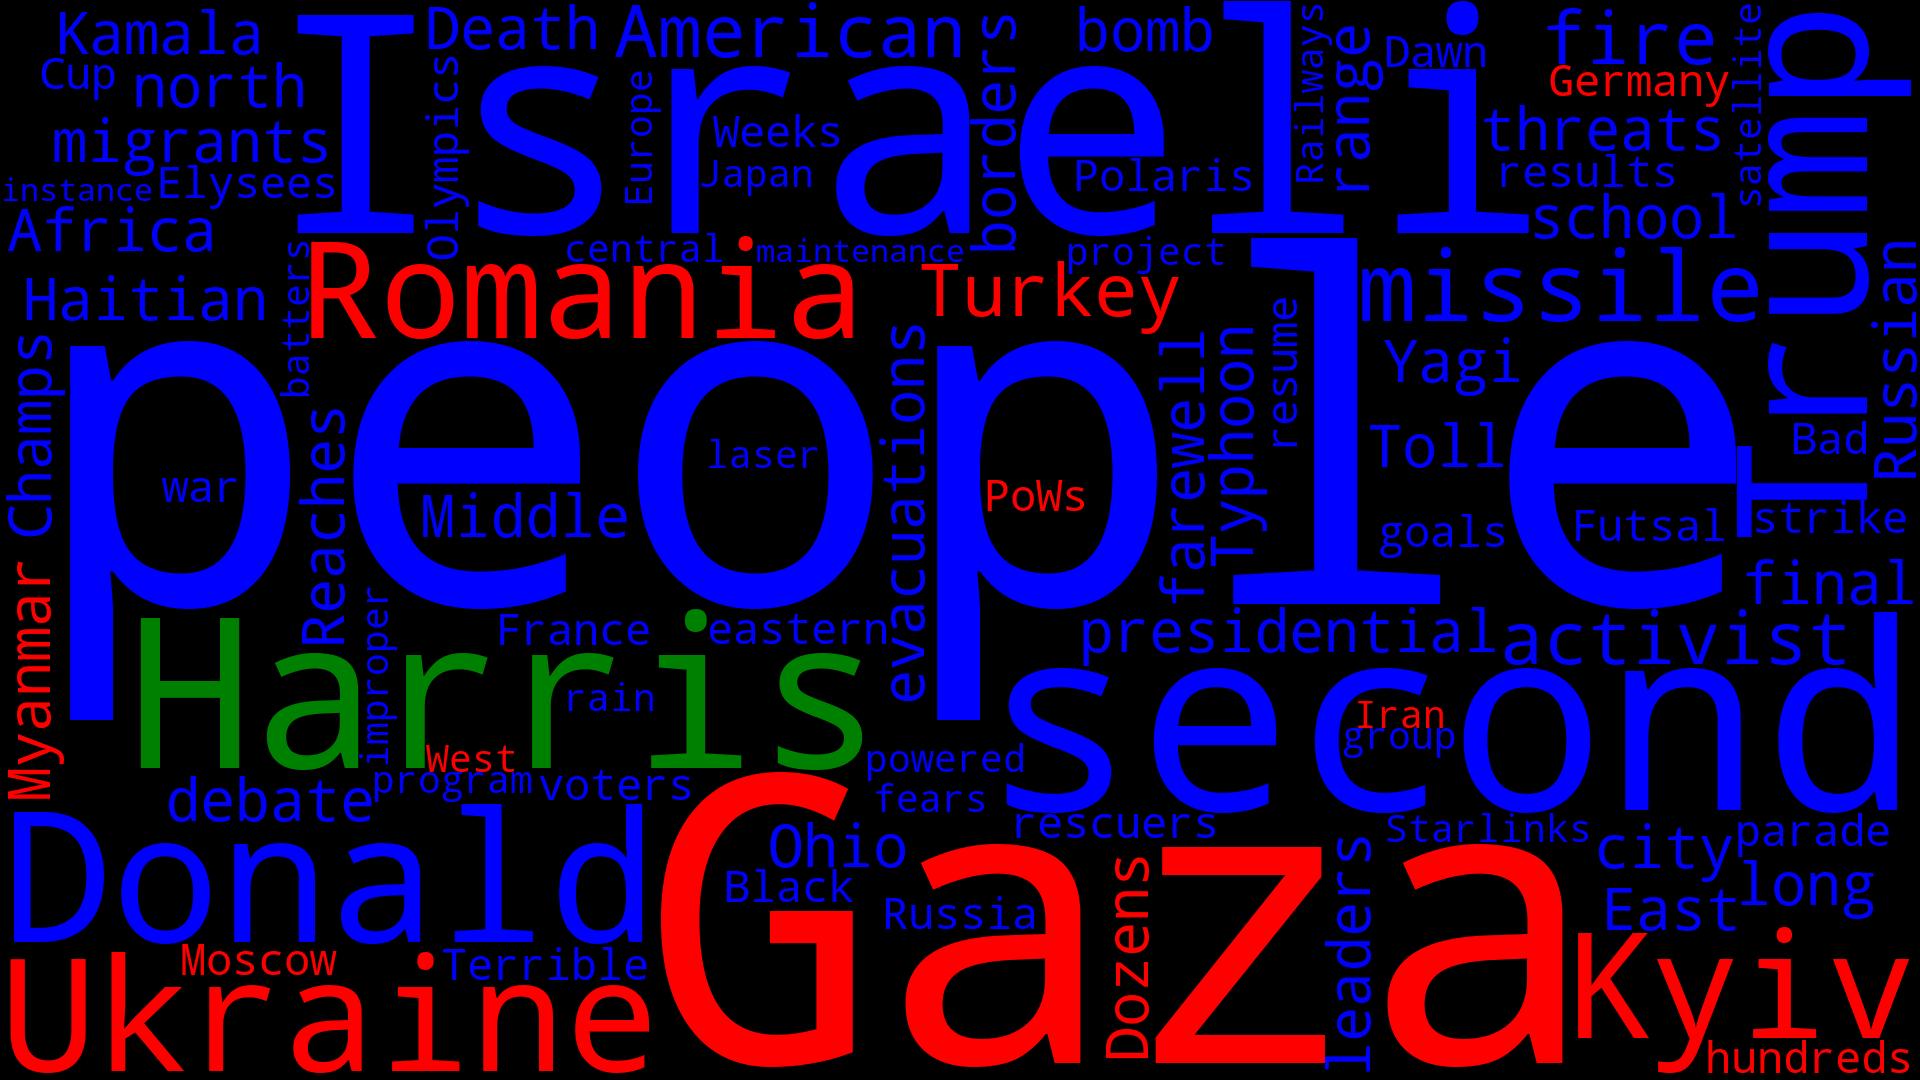 Kamala
Death
American
bomb
Dawn
fire
Trump
Cup
north
Israeli
Olympics
Europe
Weeks
borders
Railways
range
Germany
satellite
migrants
Japan
Polaris
threats
results
instance
Elysees
Africa
school
central
maintenance
project
Haitian
batters
Romania
Turkey
missile
Russian
Champs
people
evacuations
farewell
Typhoon
resume
Yagi
Reaches
laser
Toll
Bad
war
Middle
PoWs
goals
Futsal
strike
Myanmar
improper
final
Harris
France
eastern
presidential
activist
rain
second
Iran
group
West
program
voters
powered
debate
fears
Donald
Gaza
rescuers
Starlinks
city
parade
Ohio
Black
Russia
Dozens
leaders
East
long
Moscow
Terrible
Ukraine
Kyiv
hundreds